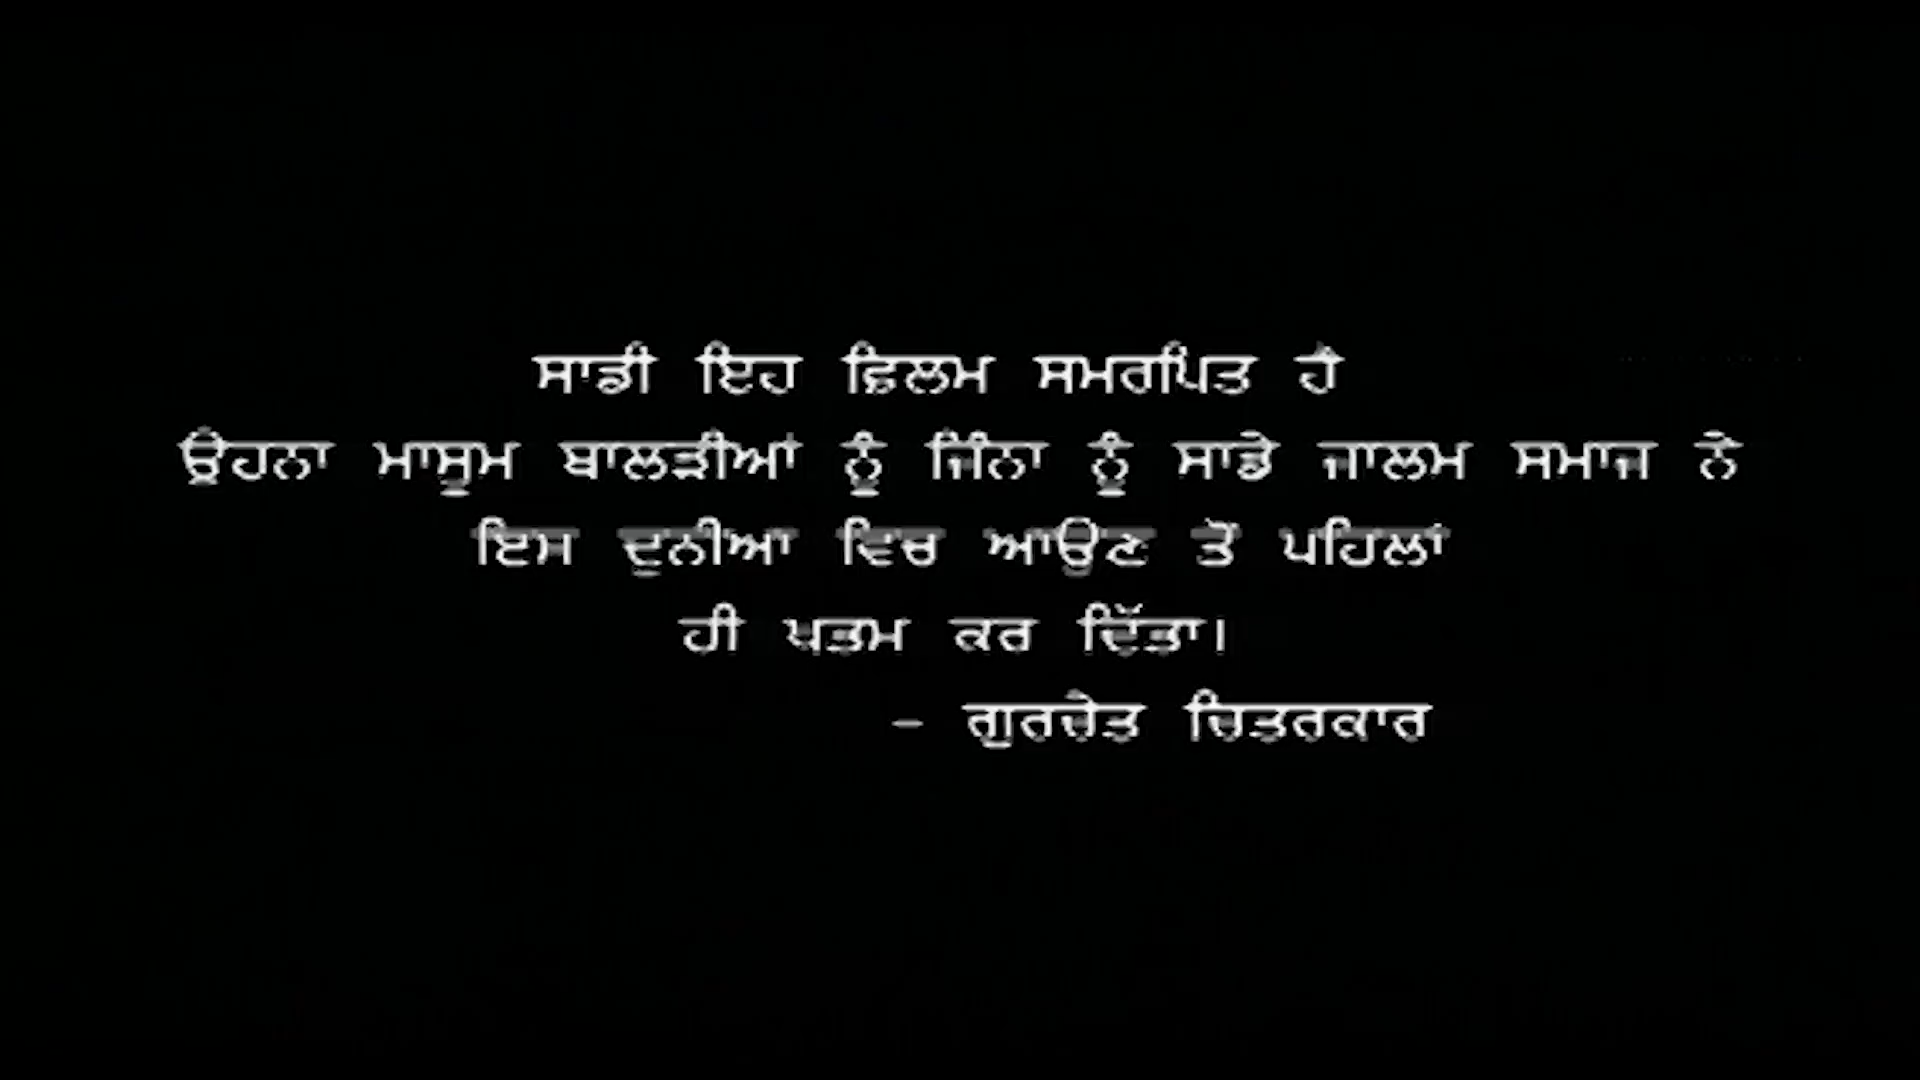 ਸਾਡੀ ਇਹ ਫ਼ਿਲਮ ਸਮਰਪਿਤ ਹੈ
ਉਹਨਾ ਮਾਸੂਮ ਬਾਲੜੀਆਂ ਨੂੰ ਜਿੰਨਾ ਨੂੰ ਸਾਡੇ ਜਾਲਮ ਸਮਾਜ ਨੇ
ਇਸ ਦੁਨੀਆ ਵਿਚ ਆਉਣ ਤੋਂ ਪਹਿਲਾਂ
ਹੀ ਖਤਮ ਕਰ ਦਿੱਤਾ।
- ਗੁਰਚੇਤ ਚਿਤਰਕਾਰ